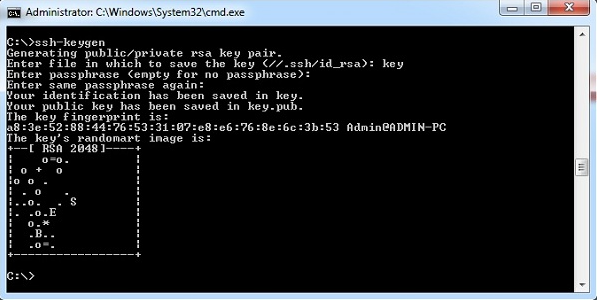 Administrator: C:\Windows\System32\cmd.exe
C:\>ssh-keygen
Generating public/private rsa key pair.
Enter file in which to save the key (//.ssh/id_rsa): key
Enter passphrase (empty for no passphrase):
Enter same passphrase again:
Your identification has been saved in key.
Your public key has been saved in key.pub.
The key fingerprint is:
a8:3e:52:88:44:76:53:31:07:e8:e6:76:8e:6c:3b:53 Admin@ADMIN-PC
The key's randomart image is:
+--[ RSA 2048]----+
|     o=o.        |
| o + o           |
|o o .            |
| . o   .         |
|..o.  . S        |
|. .o.E           |
|  o.*            |
|  .B..           |
|  .o=.           |
+-----------------+
C:\>